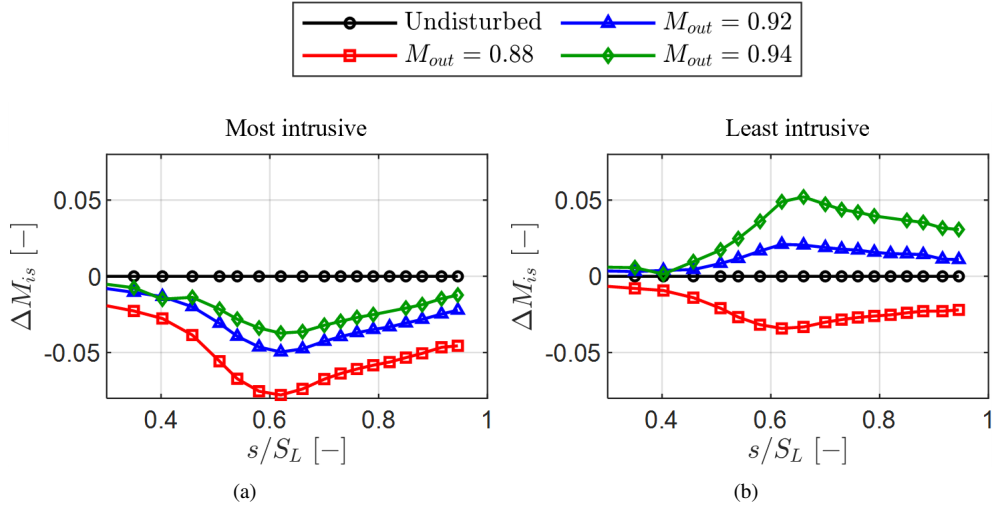 Undisturbed
M_out = 0.92
M_out = 0.88
M_out = 0.94
Most intrusive
Least intrusive
0.05
0
-0.05
ΔM_is [−]
0.4
0.6
0.8
1
s/S_L [−]
(a)
0.05
0
-0.05
ΔM_is [−]
0.4
0.6
0.8
1
s/S_L [−]
(b)